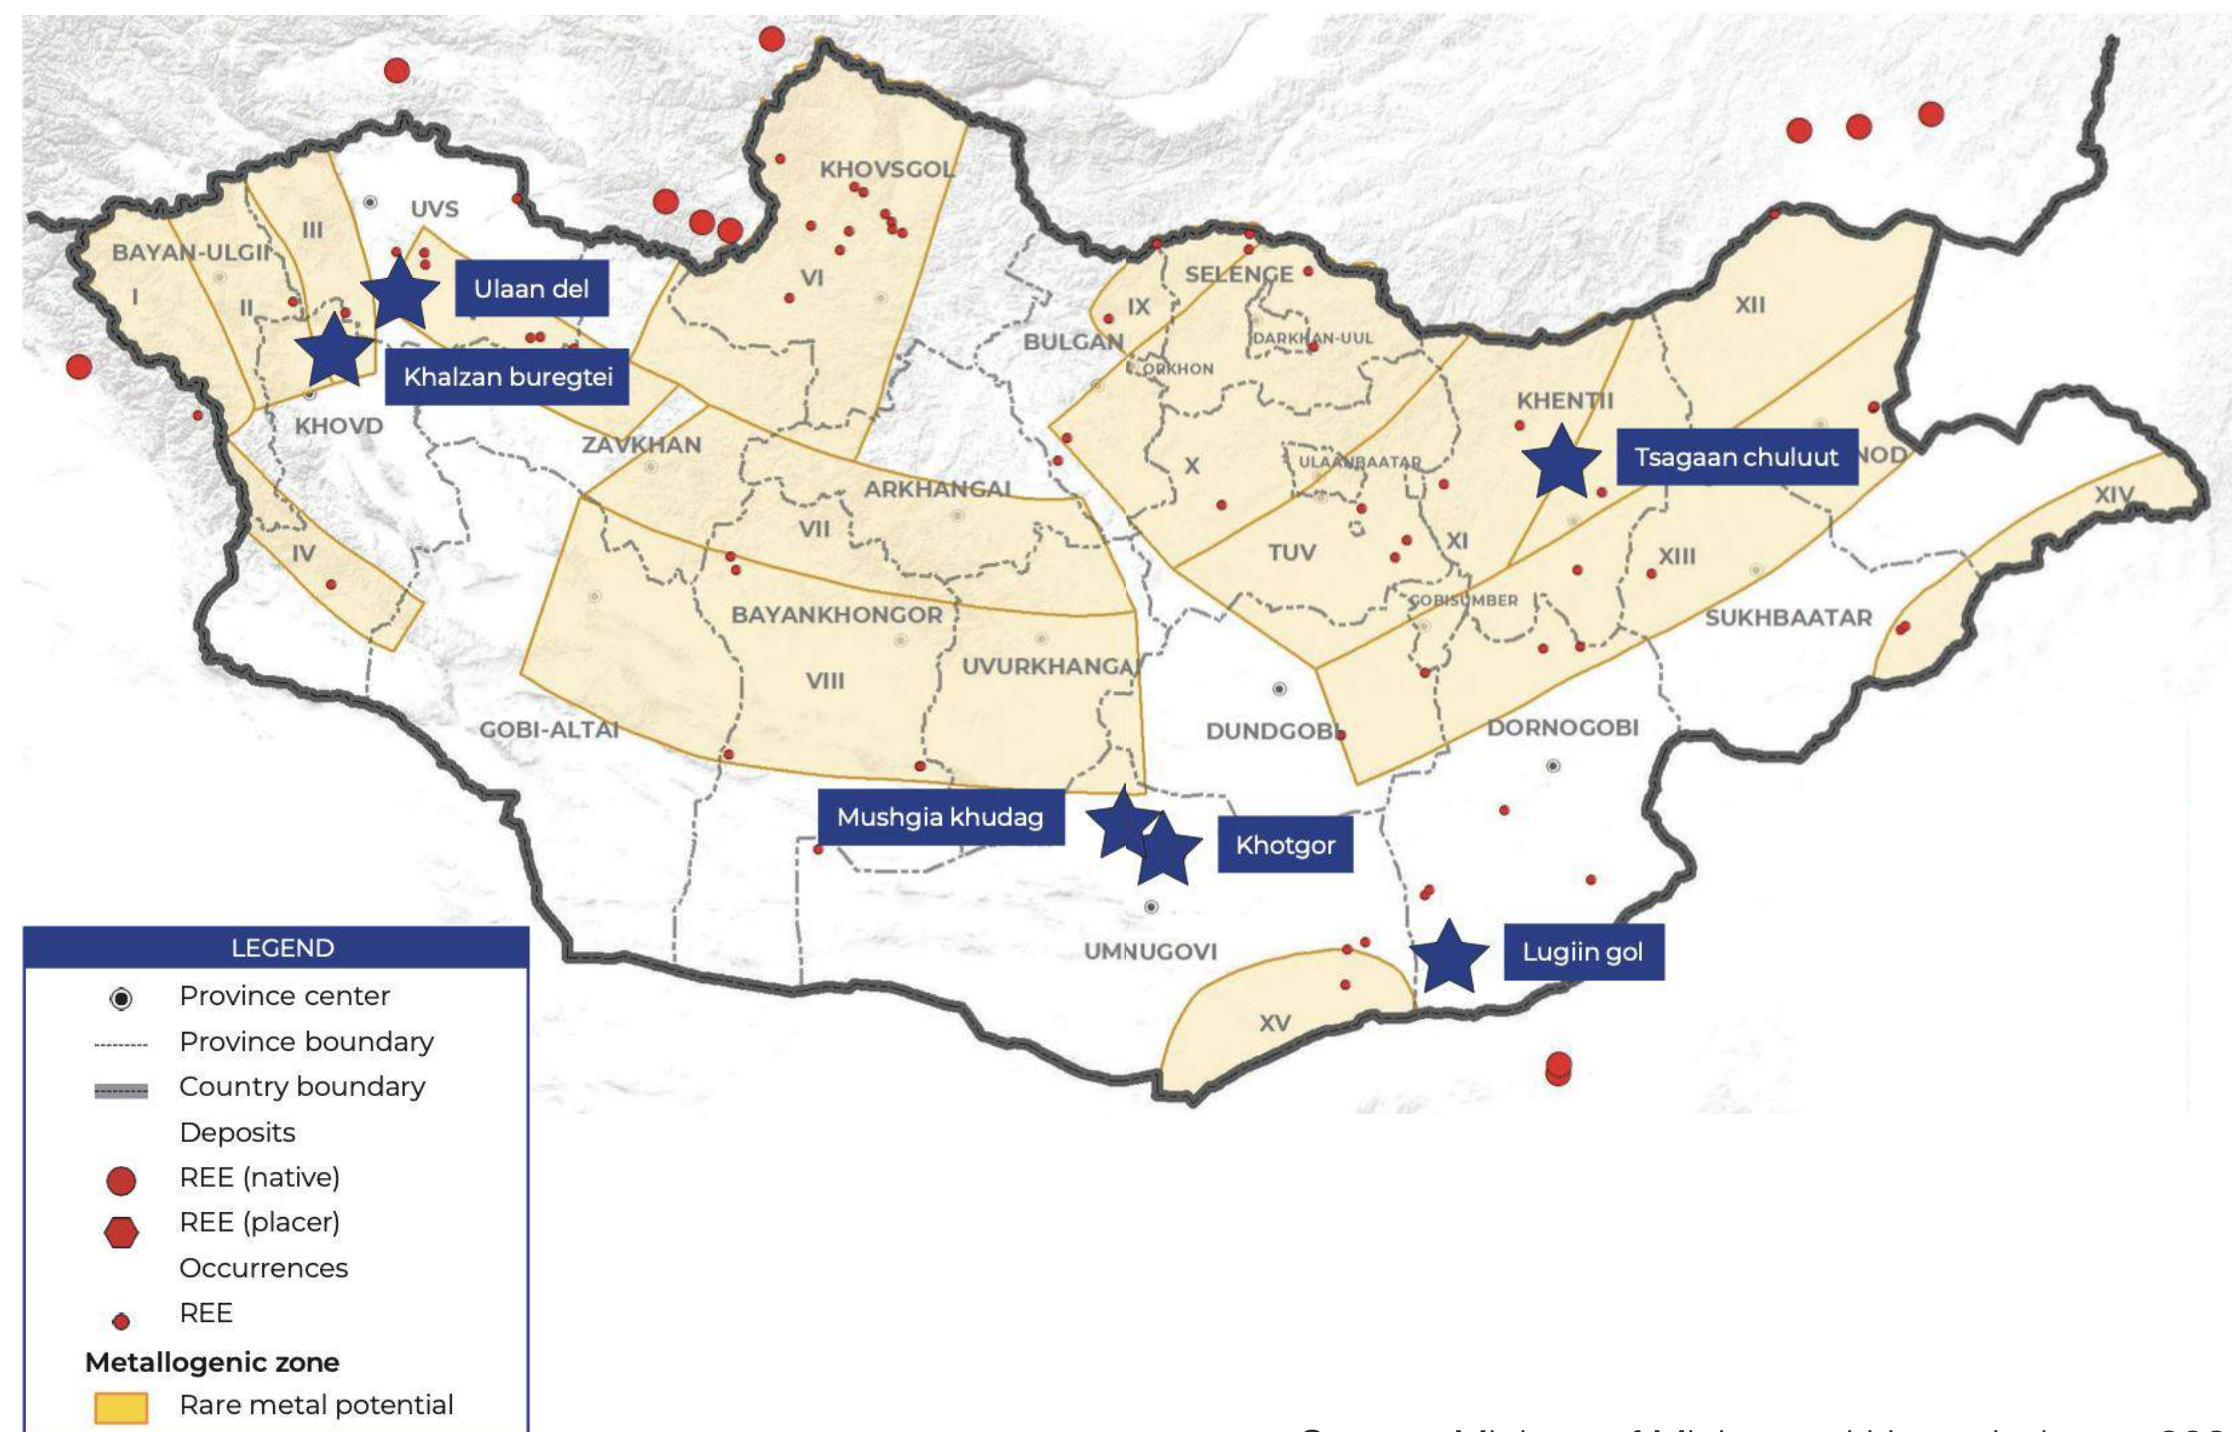 KHOVSGOL
UVS
III
BAYAN-ULGII
SELENGE
VI
Ulaan del
I
II
IX
XII
BULGAN
DARKHAN-UUL
ORKHON
Khalzan buregtei
KHENTII
KHOVD
ZAVKHAN
Tsagaan chuluut
NOD
X
ULAANBAATAR
ARKHANGAI
XIV
VII
IV
TUV
XI
XIII
GOBISUMBER
BAYANKHONGOR
SUKHBAATAR
UVURKHANGA
VIII
GOBI-ALTAI
DUNDGOBI
DORNOGOBI
Mushgia khudag
Khotgor
UMNUGOVI
Lugiin gol
XV
LEGEND
Province center
Province boundary
Country boundary
Deposits
REE (native)
REE (placer)
Occurrences
REE
Metallogenic zone
Rare metal potential